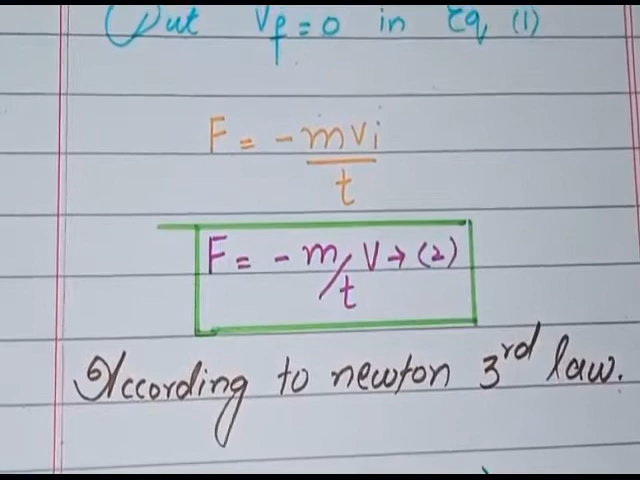 Put Vf = 0 in Eq (1)
F = -mvi/t
F = -m/t V → (2)
According to newton 3rd law.